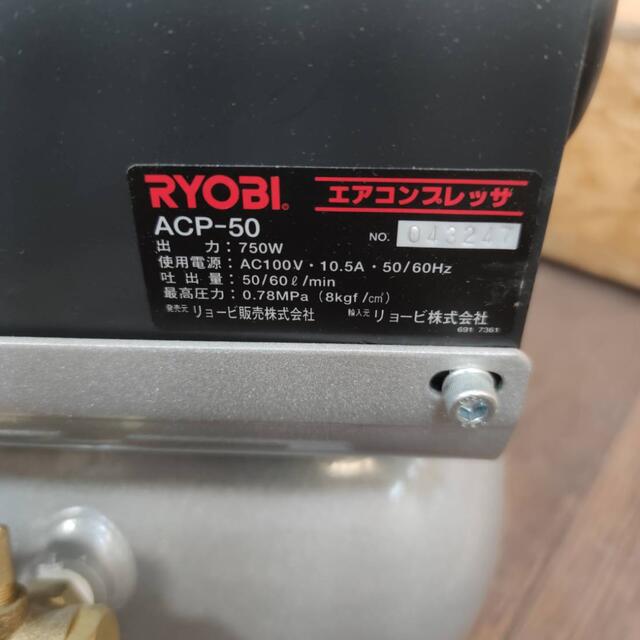 RYOBI® エアコンプレッサ
ACP-50 NO. 043247
出力：750W
使用電源：AC100V・10.5A・50/60Hz
吐出量：50/60ℓ/min
最高圧力：0.78MPa（8kgf/㎠）
発売元 リョービ販売株式会社 輸入元 リョービ株式会社
691 7361